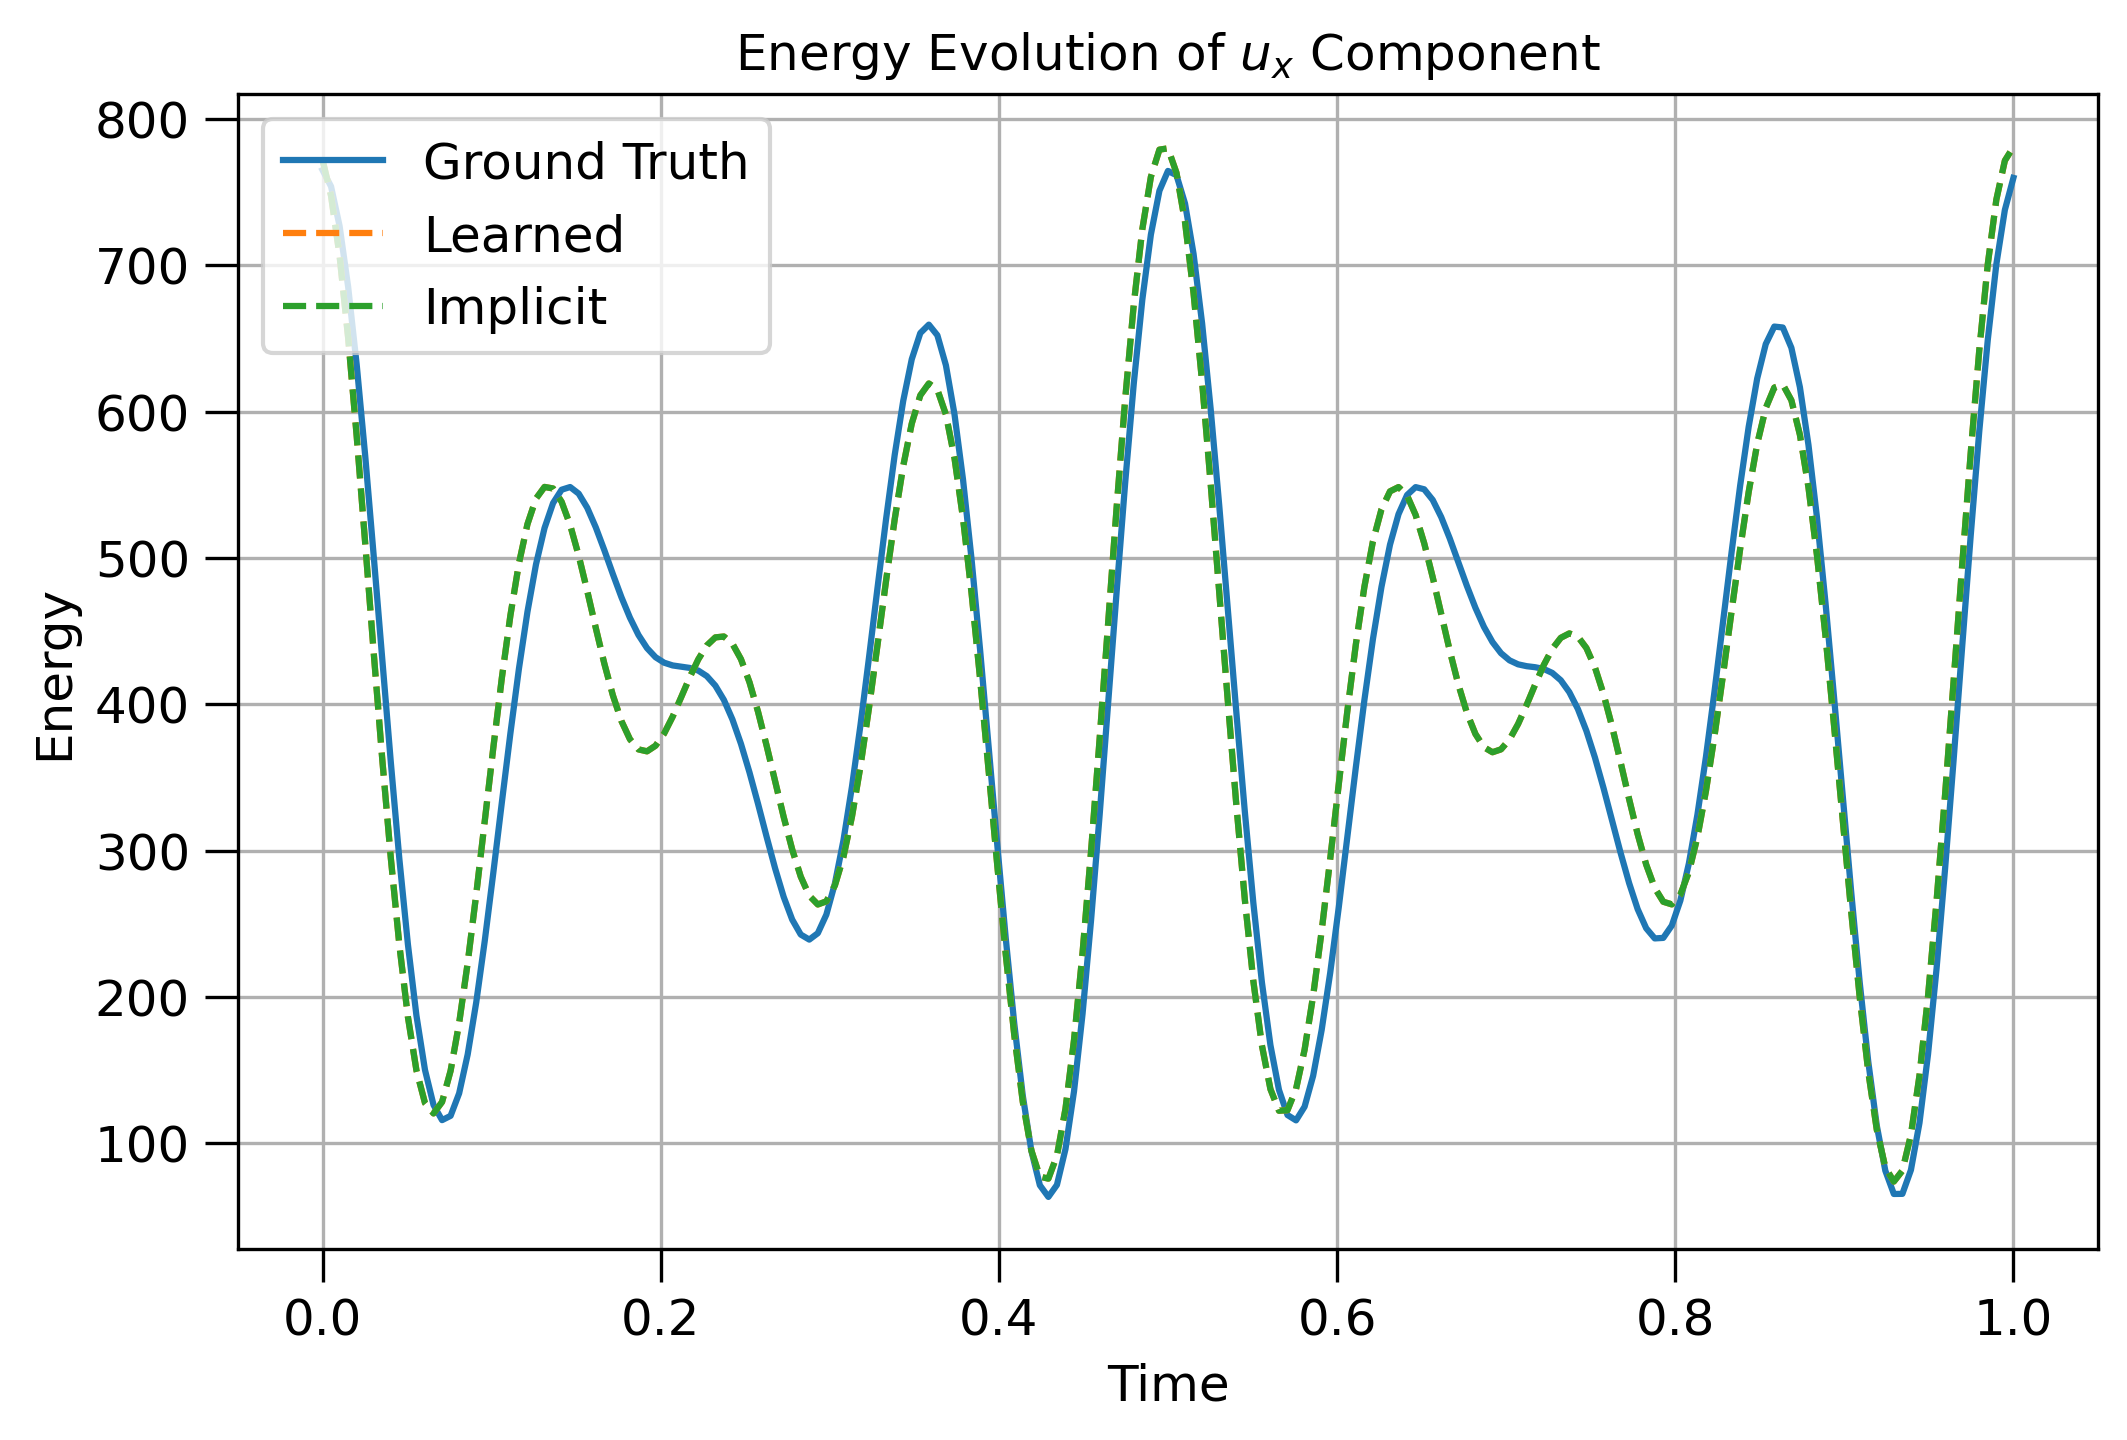 Energy Evolution of u_x Component
800
700
600
500
400
300
200
100
Energy
Ground Truth
Learned
Implicit
0.0 0.2 0.4 0.6 0.8 1.0
Time